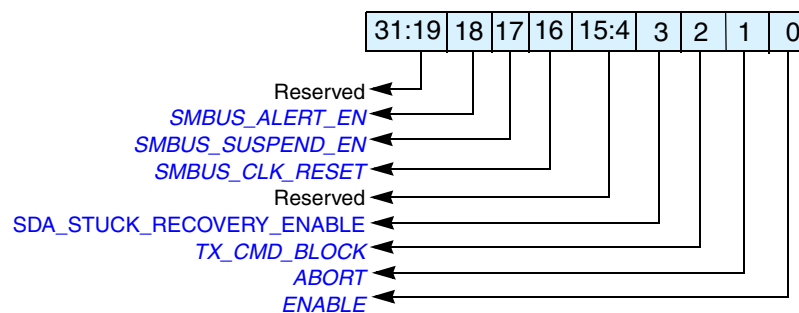 31:19 18 17 16 15:4 3 2 1 0
Reserved
SMBUS_ALERT_EN
SMBUS_SUSPEND_EN
SMBUS_CLK_RESET
Reserved
SDA_STUCK_RECOVERY_ENABLE
TX_CMD_BLOCK
ABORT
ENABLE